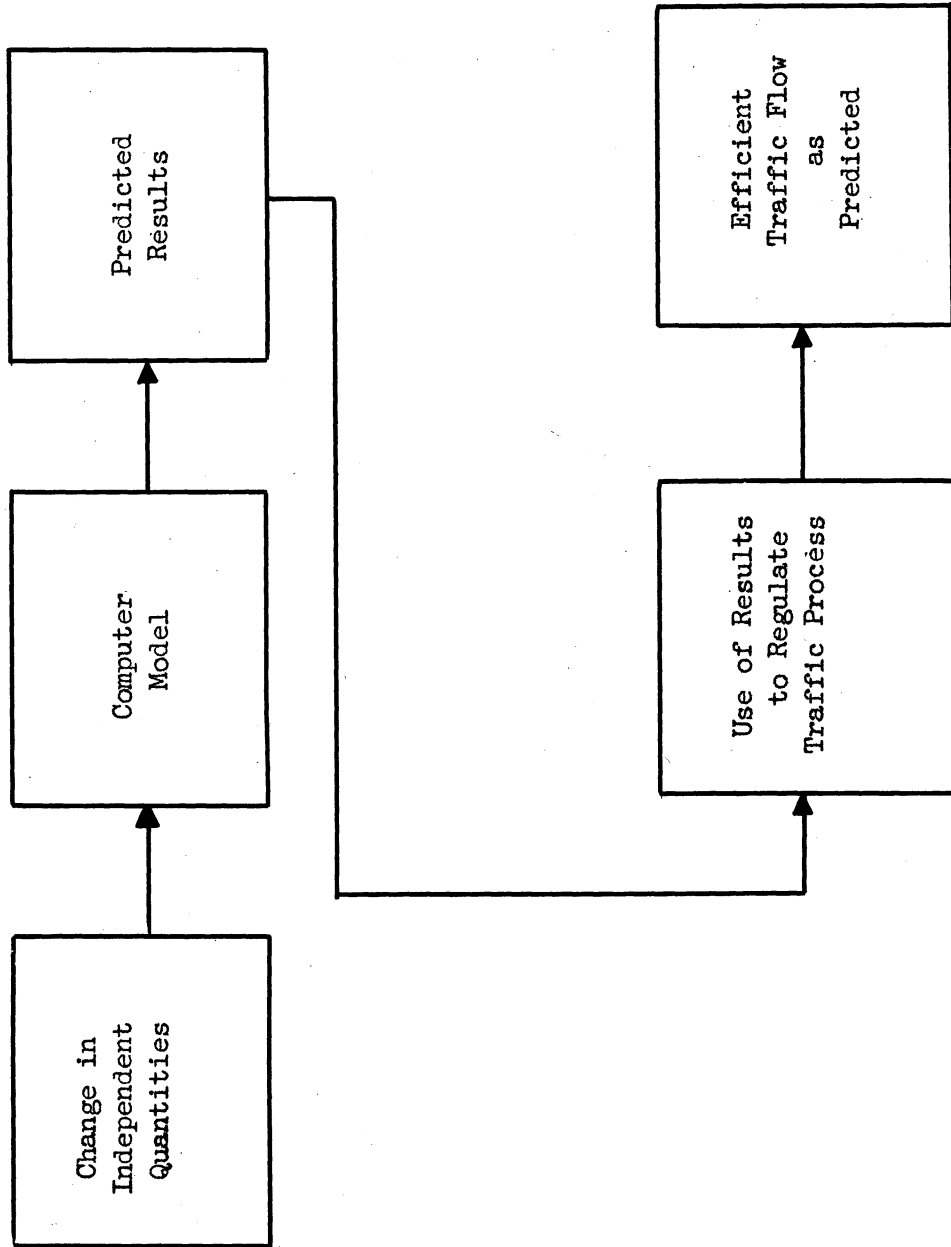 Change in
Independent
Quantities
Computer
Model
Predicted
Results
Use of Results
to Regulate
Traffic Process
Efficient
Traffic Flow
as
Predicted